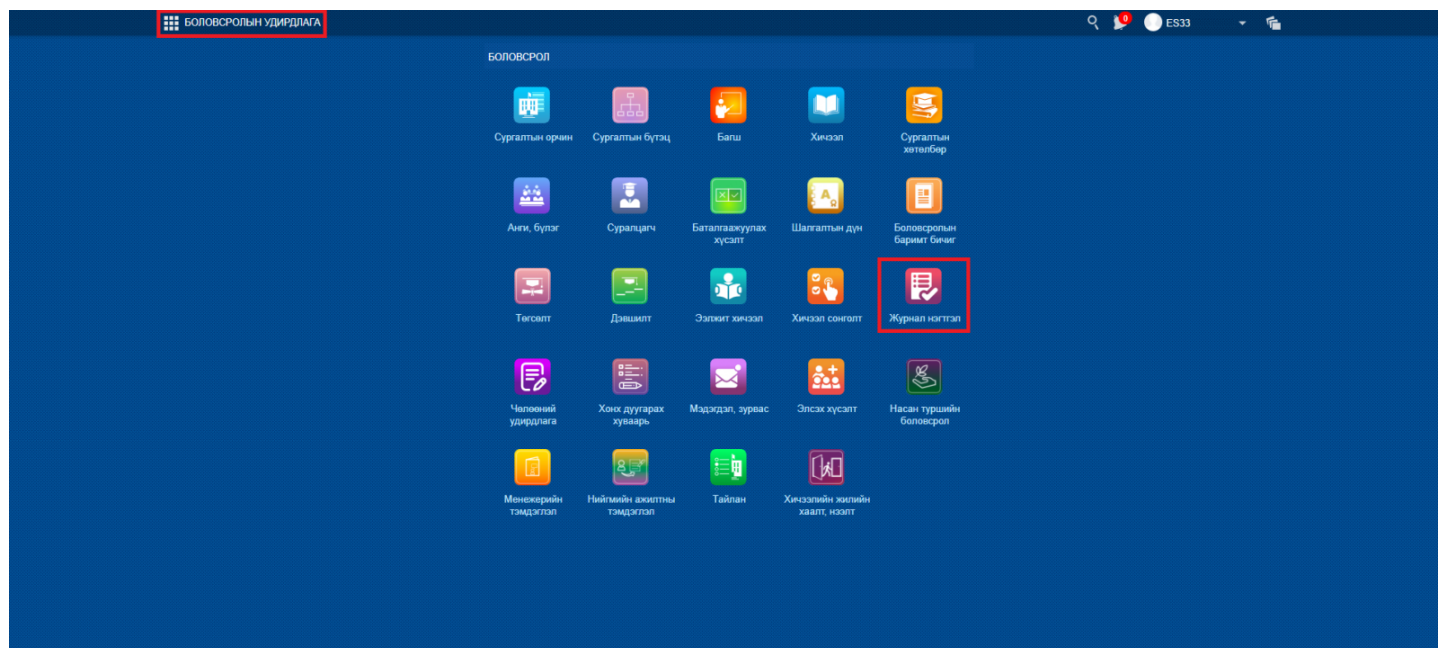 БОЛОВСРОЛЫН УДИРДЛАГА
0
ES33
БОЛОВСРОЛ
Сургалтын орчин
Сургалтын бүтэц
Багш
Хичээл
Сургалтын
хөтөлбөр
Анги, бүлэг
Суралцагч
Баталгаажуулах
хүсэлт
Шалгалтын дүн
Боловсролын
баримт бичиг
Төгсөлт
Дэвшилт
Ээлжит хичээл
Хичээл сонголт
Журнал нэгтгэл
Чөлөөний
удирдлага
Хонх дуугарах
хуваарь
Мэдэгдэл, зурвас
Элсэх хүсэлт
Насан туршийн
боловсрол
Менежерийн
тэмдэглэл
Нийгмийн ажилтны
тэмдэглэл
Тайлан
Хичээлийн жилийн
хаалт, нээлт